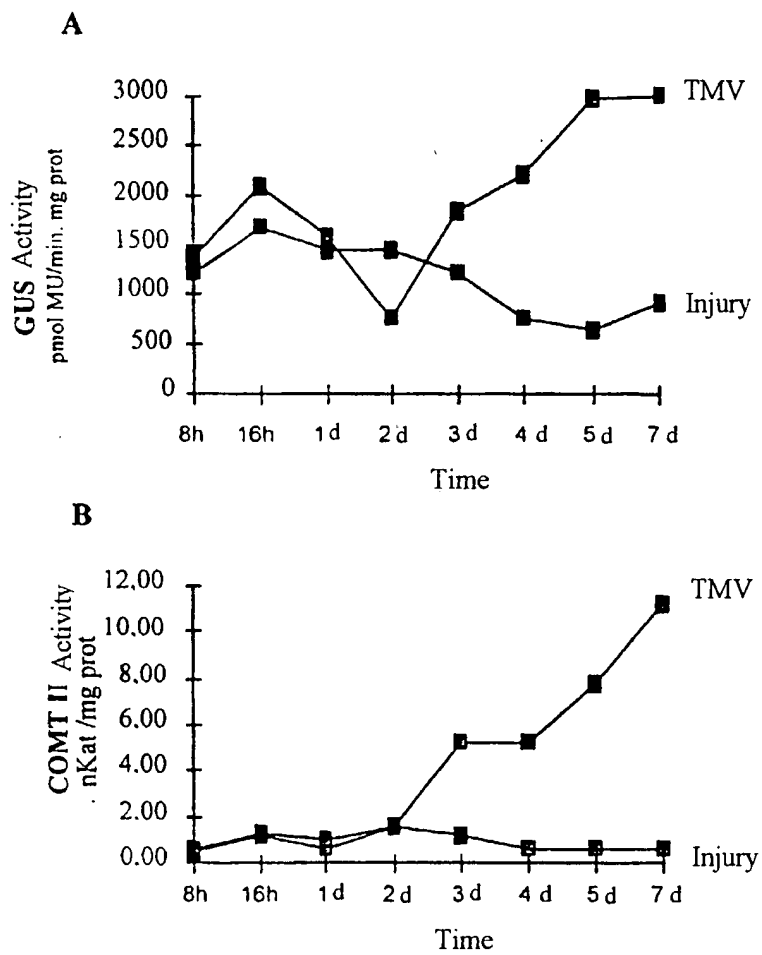 A
3000
2500
2000
1500
1000
500
0
GUS Activity
pmol MU/min. mg prot
TMV
Injury
8h 16h 1d 2d 3d 4d 5d 7d
Time
B
12,00
10,00
8.00
6.00
4.00
2.00
0.00
COMT II Activity
nKat/mg prot
TMV
Injury
8h 16h 1d 2d 3d 4d 5d 7d
Time